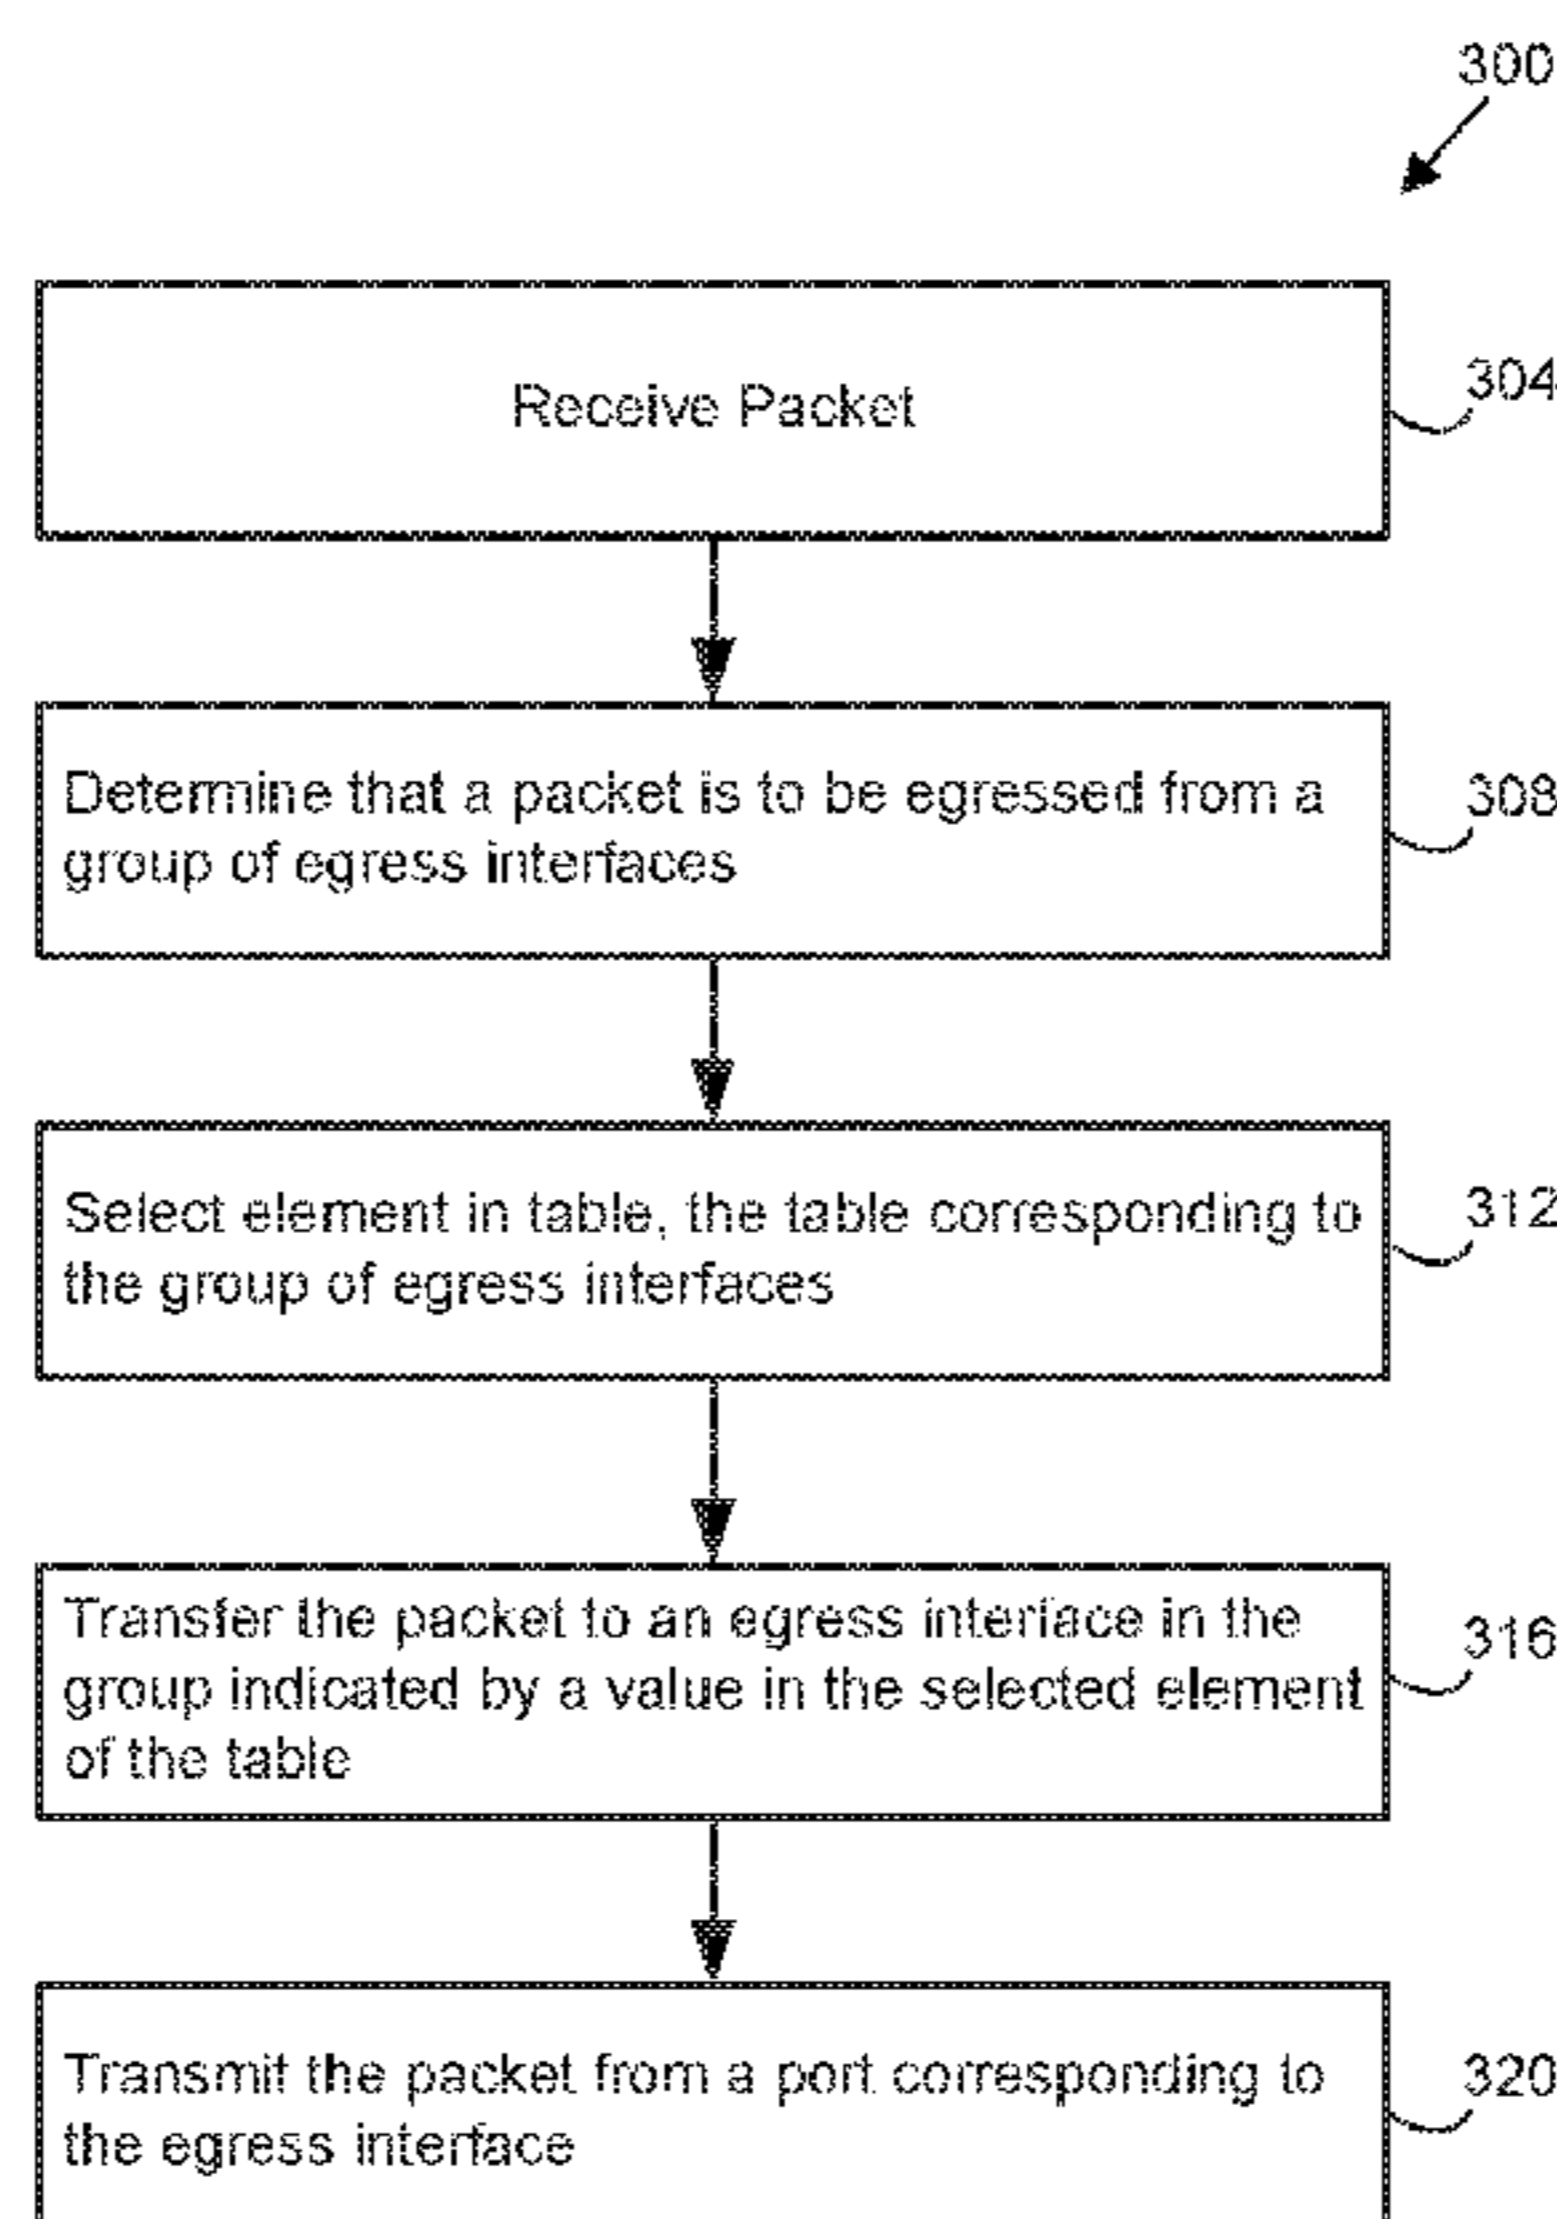 300
Receive Packet
304
Determine that a packet is to be egressed from a
group of egress interfaces
308
Select element in table, the table corresponding to
the group of egress interfaces
312
Transfer the packet to an egress interface in the
group indicated by a value in the selected element
of the table
316
Transmit the packet from a port corresponding to
the egress interface
320